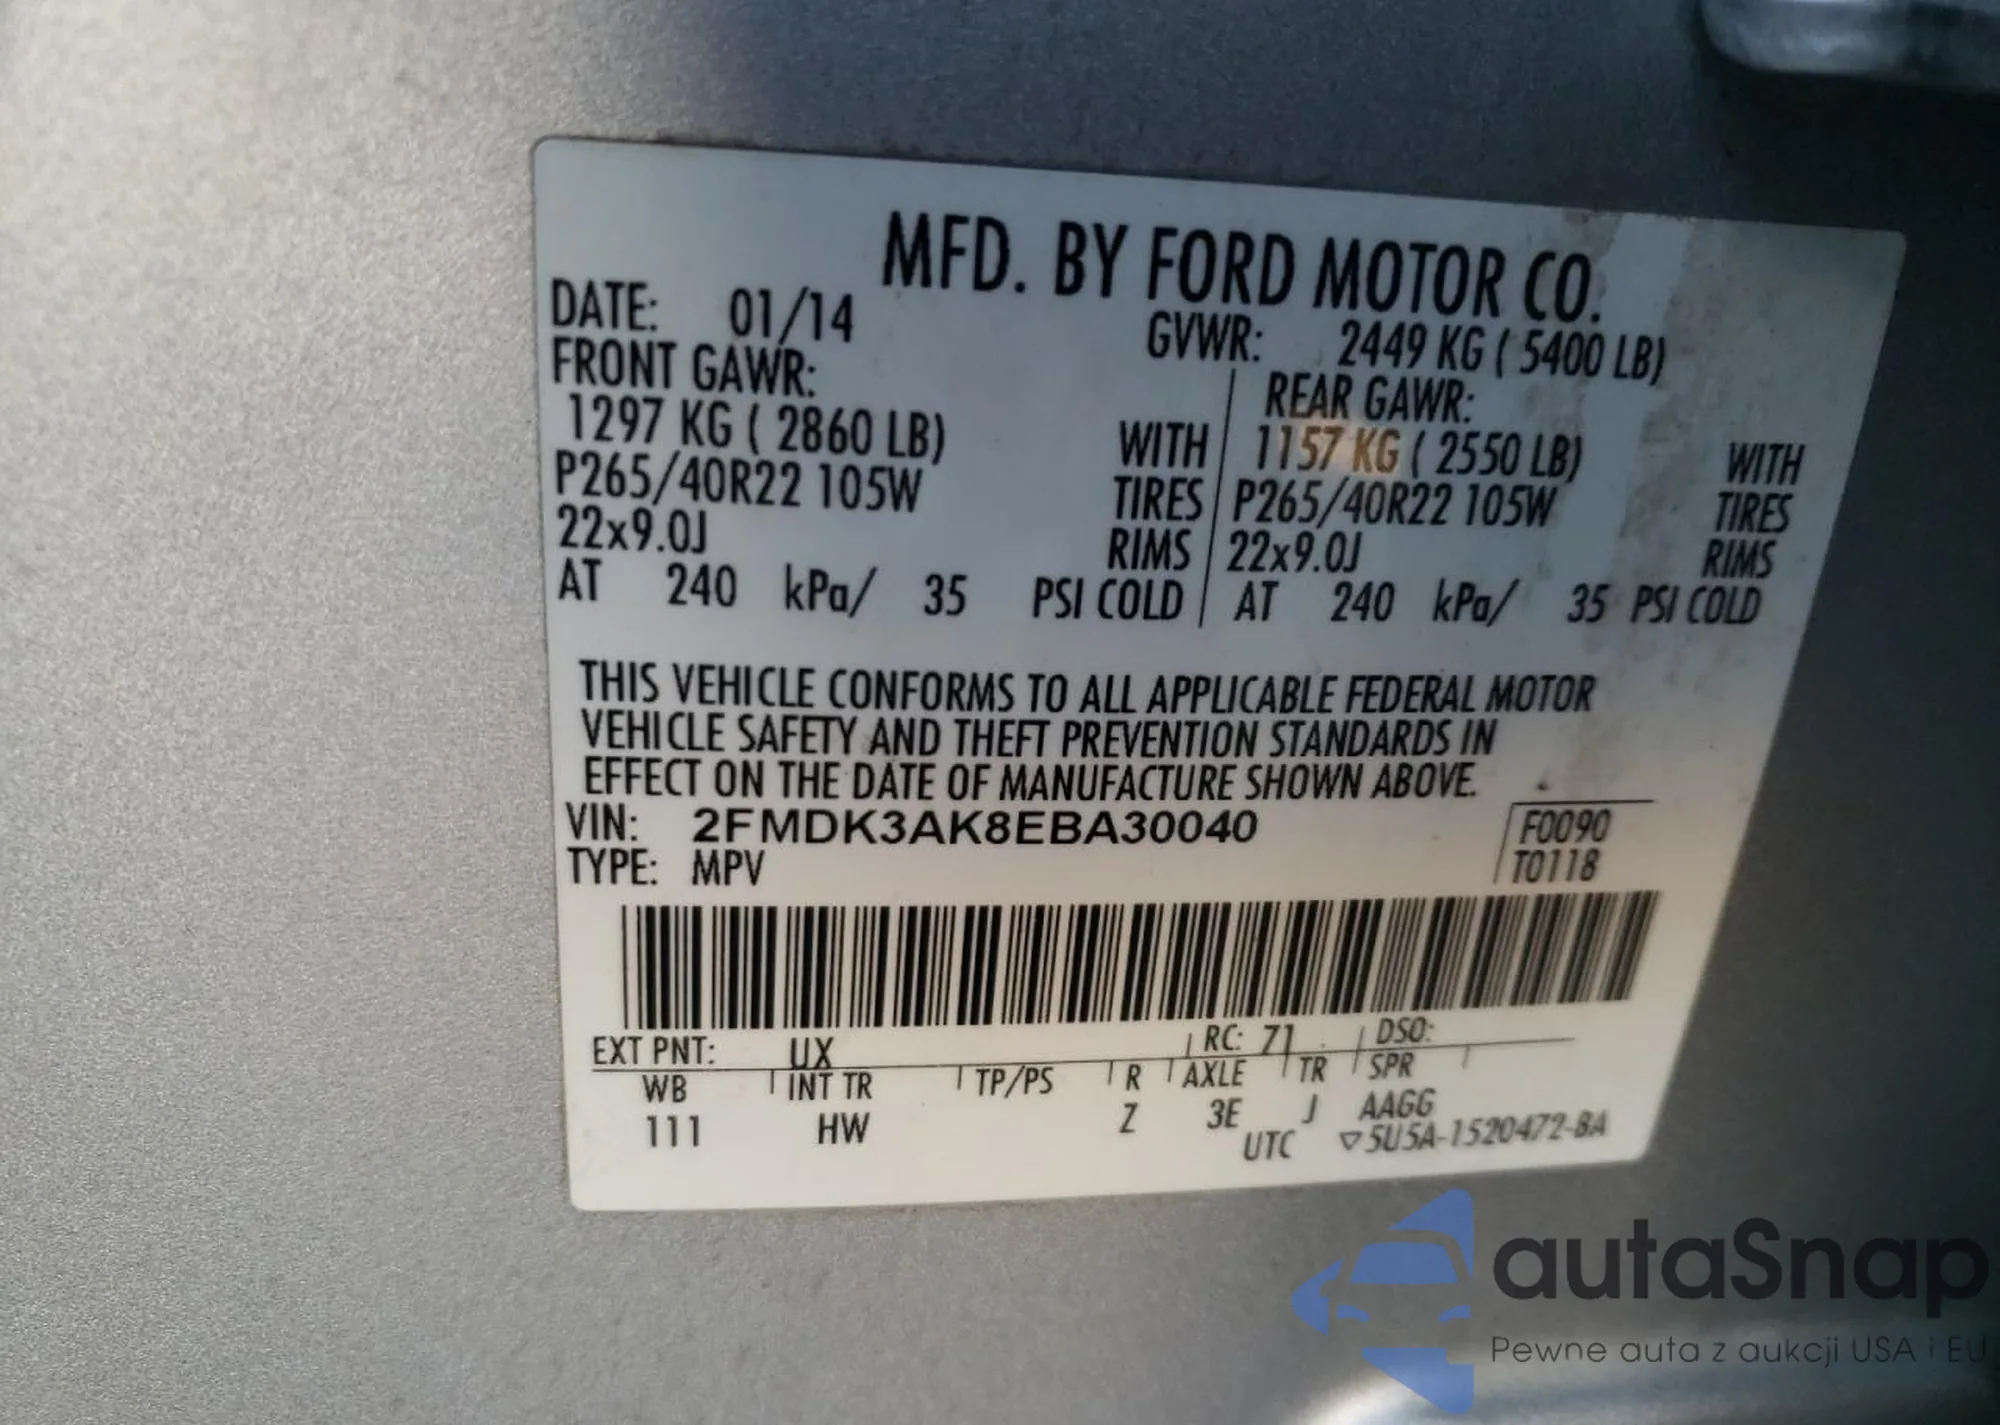 MFD. BY FORD MOTOR CO.
DATE: 01/14 GVWR: 2449 KG ( 5400 LB)
FRONT GAWR: REAR GAWR:
1297 KG ( 2860 LB) WITH 1157 KG ( 2550 LB) WITH
P265/40R22 105W TIRES P265/40R22 105W TIRES
22x9.0J RIMS 22x9.0J RIMS
AT 240 kPa/ 35 PSI COLD AT 240 kPa/ 35 PSI COLD
THIS VEHICLE CONFORMS TO ALL APPLICABLE FEDERAL MOTOR
VEHICLE SAFETY AND THEFT PREVENTION STANDARDS IN
EFFECT ON THE DATE OF MANUFACTURE SHOWN ABOVE.
VIN: 2FMDK3AK8EBA30040 F0090
TYPE: MPV T0118
EXT PNT: UX RC: 71 DSO:
WB INT TR TP/PS R AXLE TR SPR
111 HW Z 3E J AAGG
UTC ▽5U5A-1520472-BA
autaSnap
Pewne auta z aukcji USA i EU